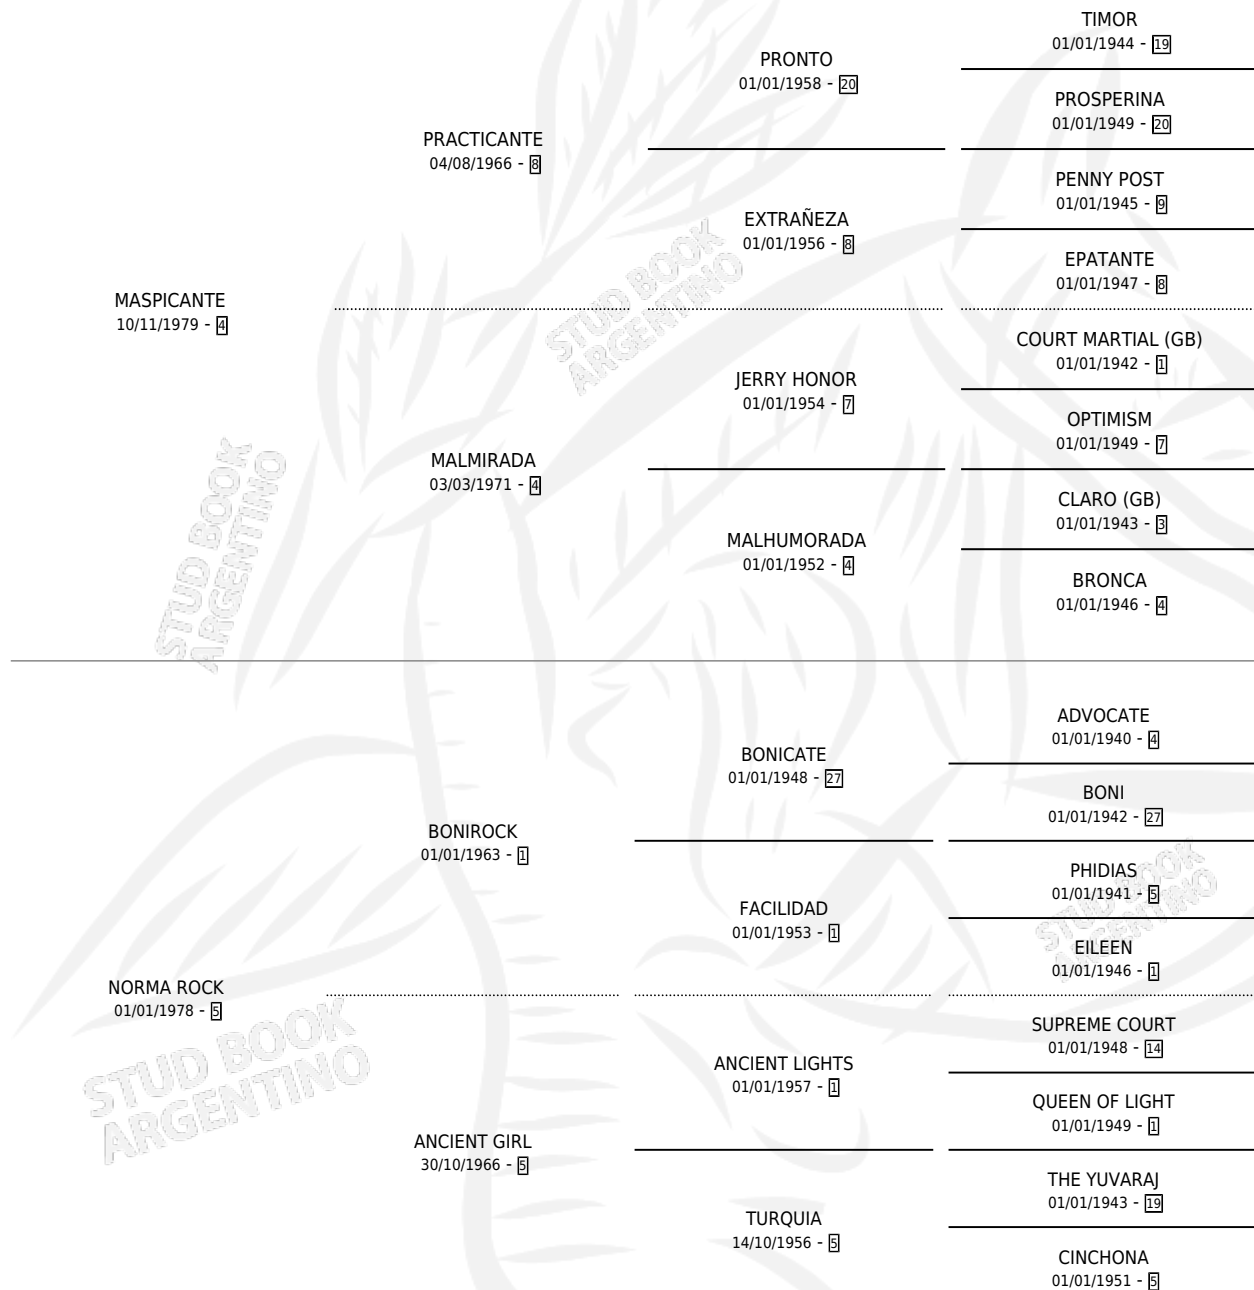 TIMOR
01/01/1944 - 19
PRONTO
01/01/1958 - 20
PROSPERINA
01/01/1949 - 20
PRACTICANTE
04/08/1966 - 8
PENNY POST
01/01/1945 - 9
EXTRAÑEZA
01/01/1956 - 8
EPATANTE
01/01/1947 - 8
MASPICANTE
10/11/1979 - 4
COURT MARTIAL (GB)
01/01/1942 - 1
JERRY HONOR
01/01/1954 - 7
OPTIMISM
01/01/1949 - 7
MALMIRADA
03/03/1971 - 4
CLARO (GB)
01/01/1943 - 3
MALHUMORADA
01/01/1952 - 4
BRONCA
01/01/1946 - 4
STUD BOOK
ARGENTINO
STUD BOOK
ARGENTINO
ADVOCATE
01/01/1940 - 4
BONICATE
01/01/1948 - 27
BONI
01/01/1942 - 27
BONIROCK
01/01/1963 - 1
PHIDIAS
01/01/1941 - 5
FACILIDAD
01/01/1953 - 1
EILEEN
01/01/1946 - 1
NORMA ROCK
01/01/1978 - 5
SUPREME COURT
01/01/1948 - 14
ANCIENT LIGHTS
01/01/1957 - 1
QUEEN OF LIGHT
01/01/1949 - 1
ANCIENT GIRL
30/10/1966 - 5
THE YUVARAJ
01/01/1943 - 19
TURQUIA
14/10/1956 - 5
CINCHONA
01/01/1951 - 5
STUD BOOK
ARGENTINO
STUD BOOK
ARGENTINO